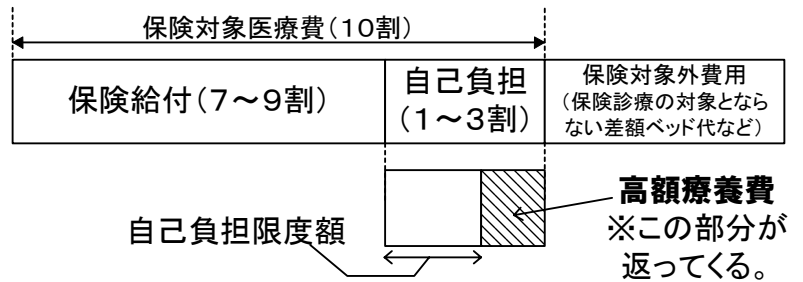 保険対象医療費（10割）
保険給付（7～9割）
自己負担
（1～3割）
保険対象外費用
（保険診療の対象となら
ない差額ベッド代など）
自己負担限度額
高額療養費
※この部分が
返ってくる。